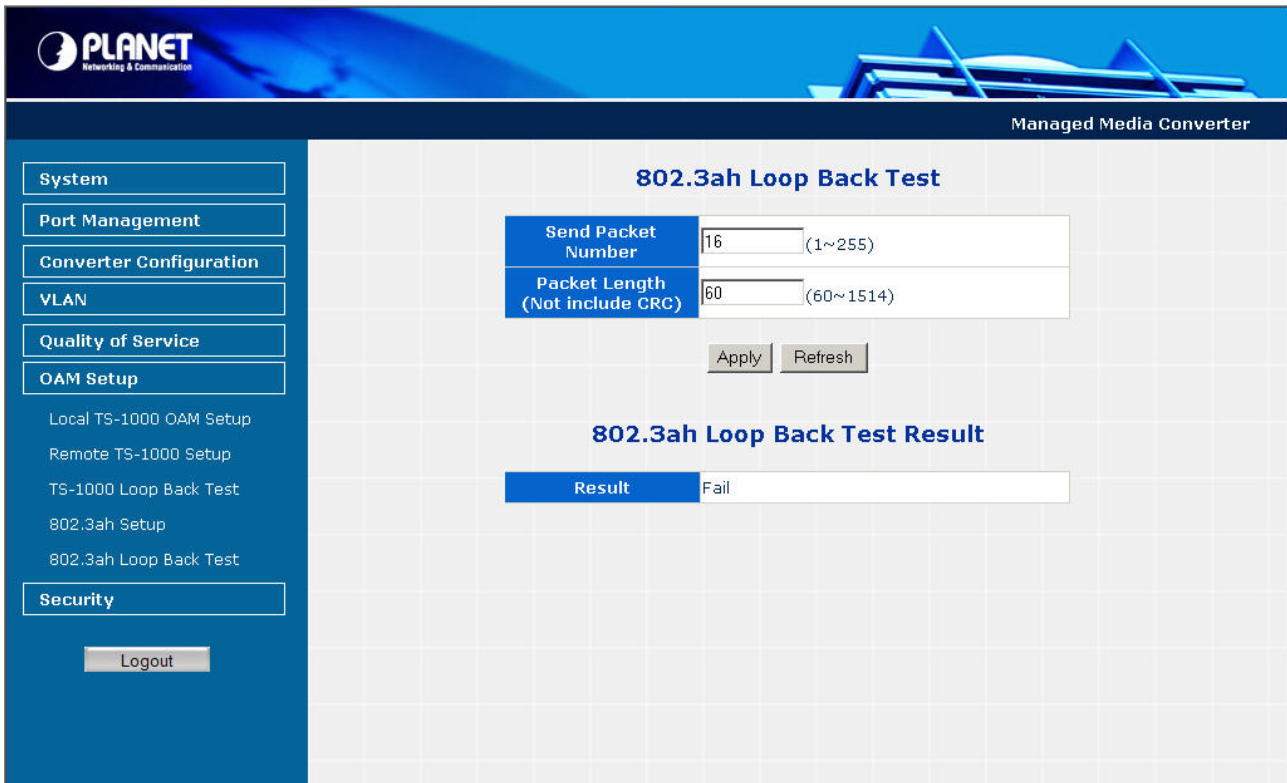 PLANET
Networking & Communication
Managed Media Converter
System
Port Management
Converter Configuration
VLAN
Quality of Service
OAM Setup
Local TS-1000 OAM Setup
Remote TS-1000 Setup
TS-1000 Loop Back Test
802.3ah Setup
802.3ah Loop Back Test
Security
Logout
802.3ah Loop Back Test
Send Packet
Number
16 (1~255)
Packet Length
(Not include CRC)
60 (60~1514)
Apply Refresh
802.3ah Loop Back Test Result
Result Fail